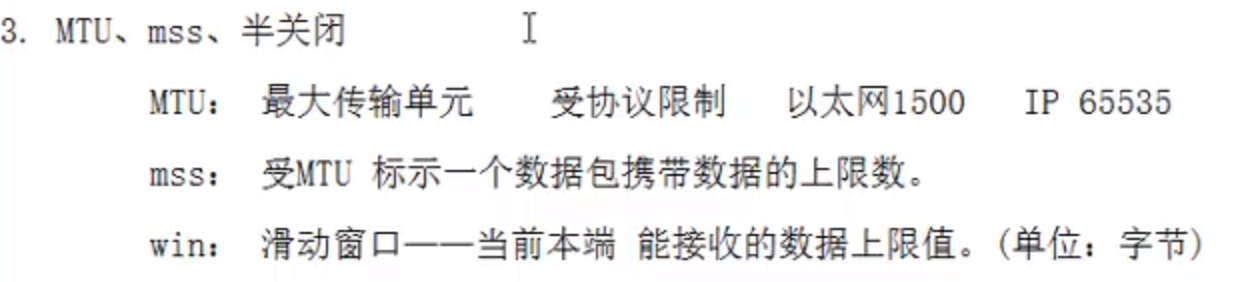 3. MTU、mss、半关闭
MTU： 最大传输单元 受协议限制 以太网1500 IP 65535
mss： 受MTU 标示一个数据包携带数据的上限数。
win： 滑动窗口——当前本端 能接收的数据上限值。(单位：字节)